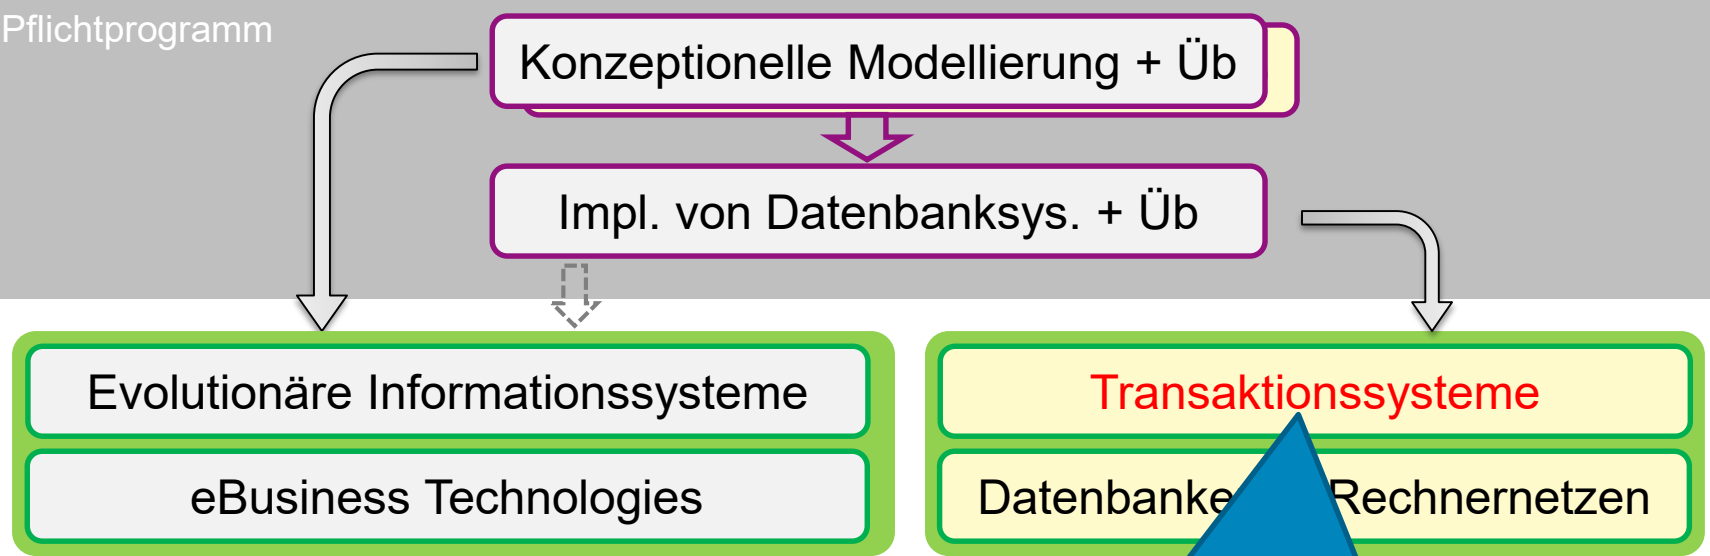 Pflichtprogramm
Konzeptionelle Modellierung + Üb
Impl. von Datenbanksys. + Üb
Evolutionäre Informationssysteme
Transaktionssysteme
eBusiness Technologies
Rechnernetzen